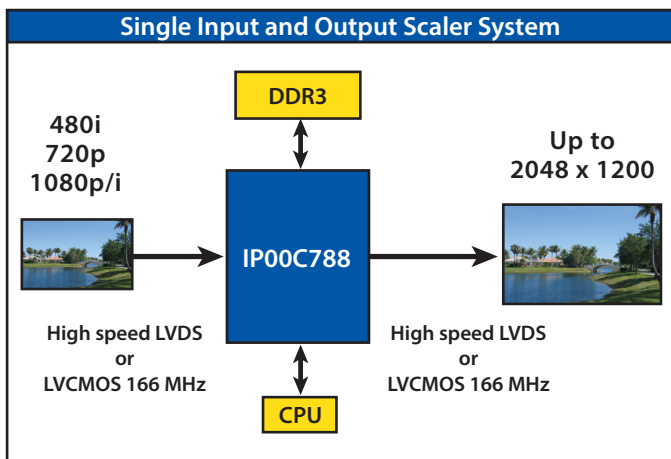 Single Input and Output Scaler System
DDR3
480i
720p
1080p/i
Up to
2048 x 1200
IP00C788
High speed LVDS
or
LVCMOS 166 MHz
High speed LVDS
or
LVCMOS 166 MHz
CPU